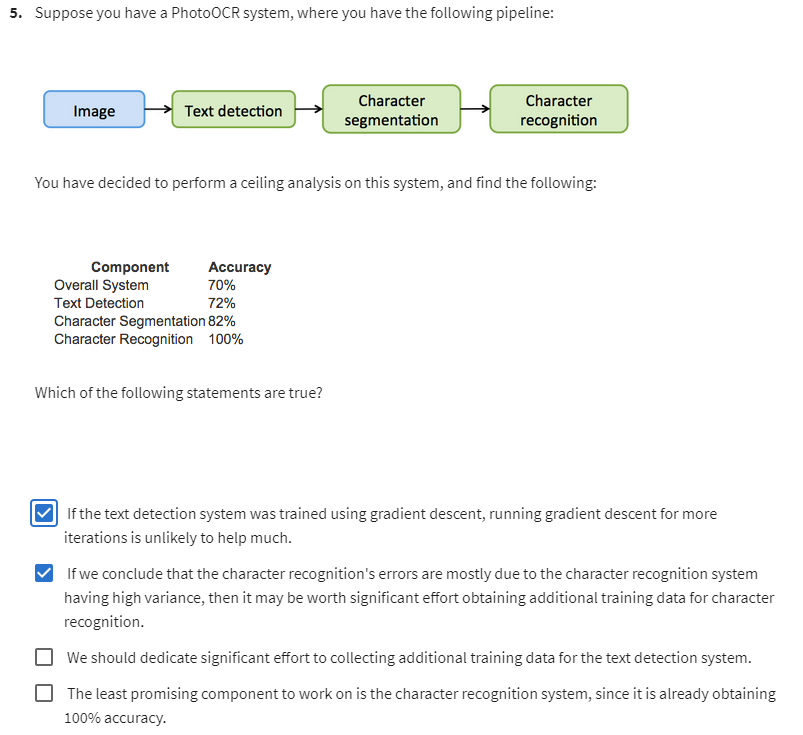 5. Suppose you have a PhotoOCR system, where you have the following pipeline:
Image
Text detection
Character
segmentation
Character
recognition
You have decided to perform a ceiling analysis on this system, and find the following:
Component Accuracy
Overall System 70%
Text Detection 72%
Character Segmentation 82%
Character Recognition 100%
Which of the following statements are true?
If the text detection system was trained using gradient descent, running gradient descent for more
iterations is unlikely to help much.
If we conclude that the character recognition's errors are mostly due to the character recognition system
having high variance, then it may be worth significant effort obtaining additional training data for character
recognition.
We should dedicate significant effort to collecting additional training data for the text detection system.
The least promising component to work on is the character recognition system, since it is already obtaining
100% accuracy.